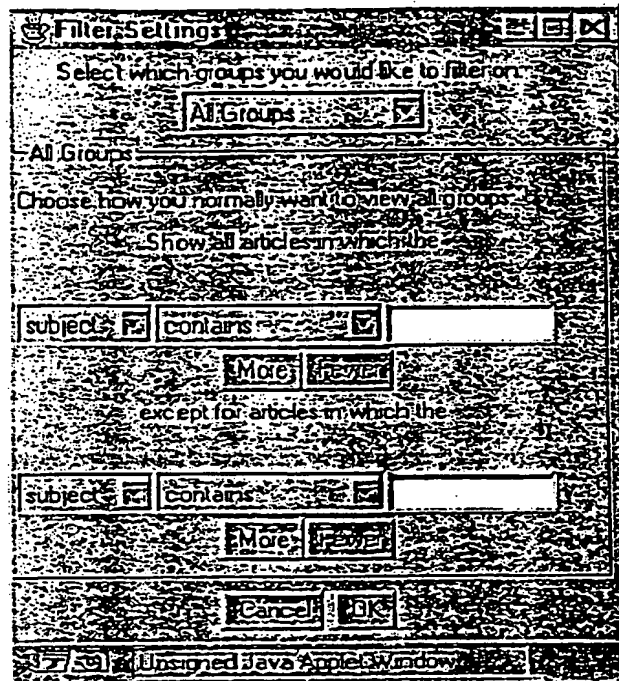 Filter Settings
Select which groups you would like to filter on:
All Groups
All Groups
Choose how you normally want to view all groups.
Show all articles in which the
subject contains
More Fewer
except for articles in which the
subject contains
More Fewer
Cancel OK
Unsigned Java Applet Window